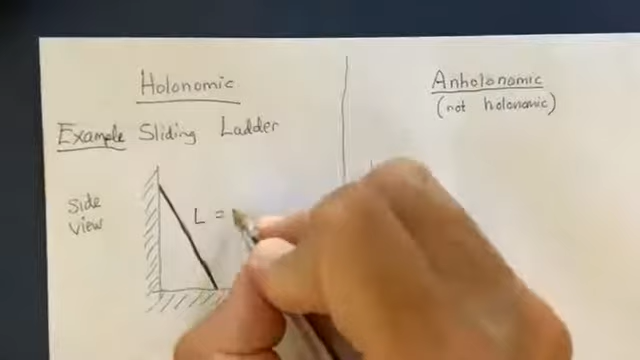 Holonomic
Anholonomic
(not holonomic)
Example Sliding Ladder
Side
View
L =